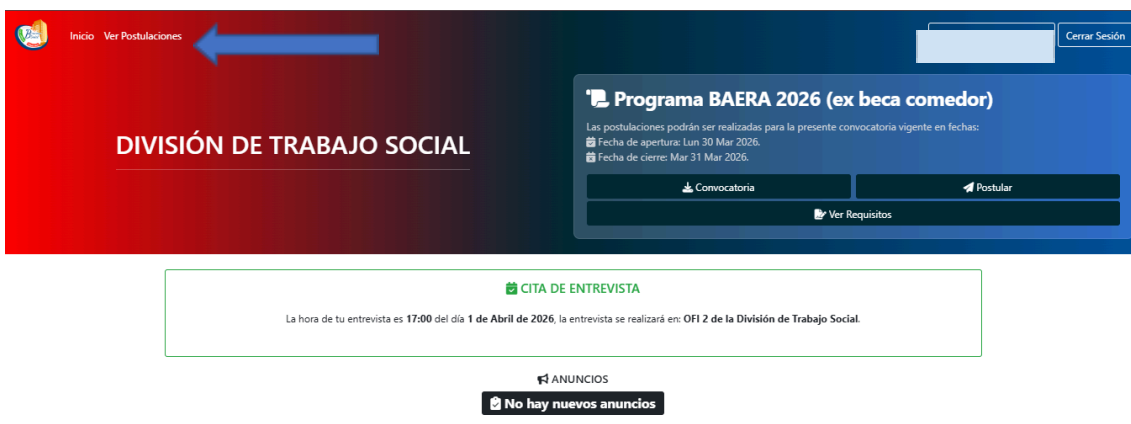 Inicio Ver Postulaciones
Cerrar Sesión
DIVISIÓN DE TRABAJO SOCIAL
Programa BAERA 2026 (ex beca comedor)
Las postulaciones podrán ser realizadas para la presente convocatoria vigente en fechas:
Fecha de apertura: Lun 30 Mar 2026.
Fecha de cierre: Mar 31 Mar 2026.
Convocatoria
Postular
Ver Requisitos
CITA DE ENTREVISTA
La hora de tu entrevista es 17:00 del día 1 de Abril de 2026, la entrevista se realizará en: OFI 2 de la División de Trabajo Social.
ANUNCIOS
No hay nuevos anuncios